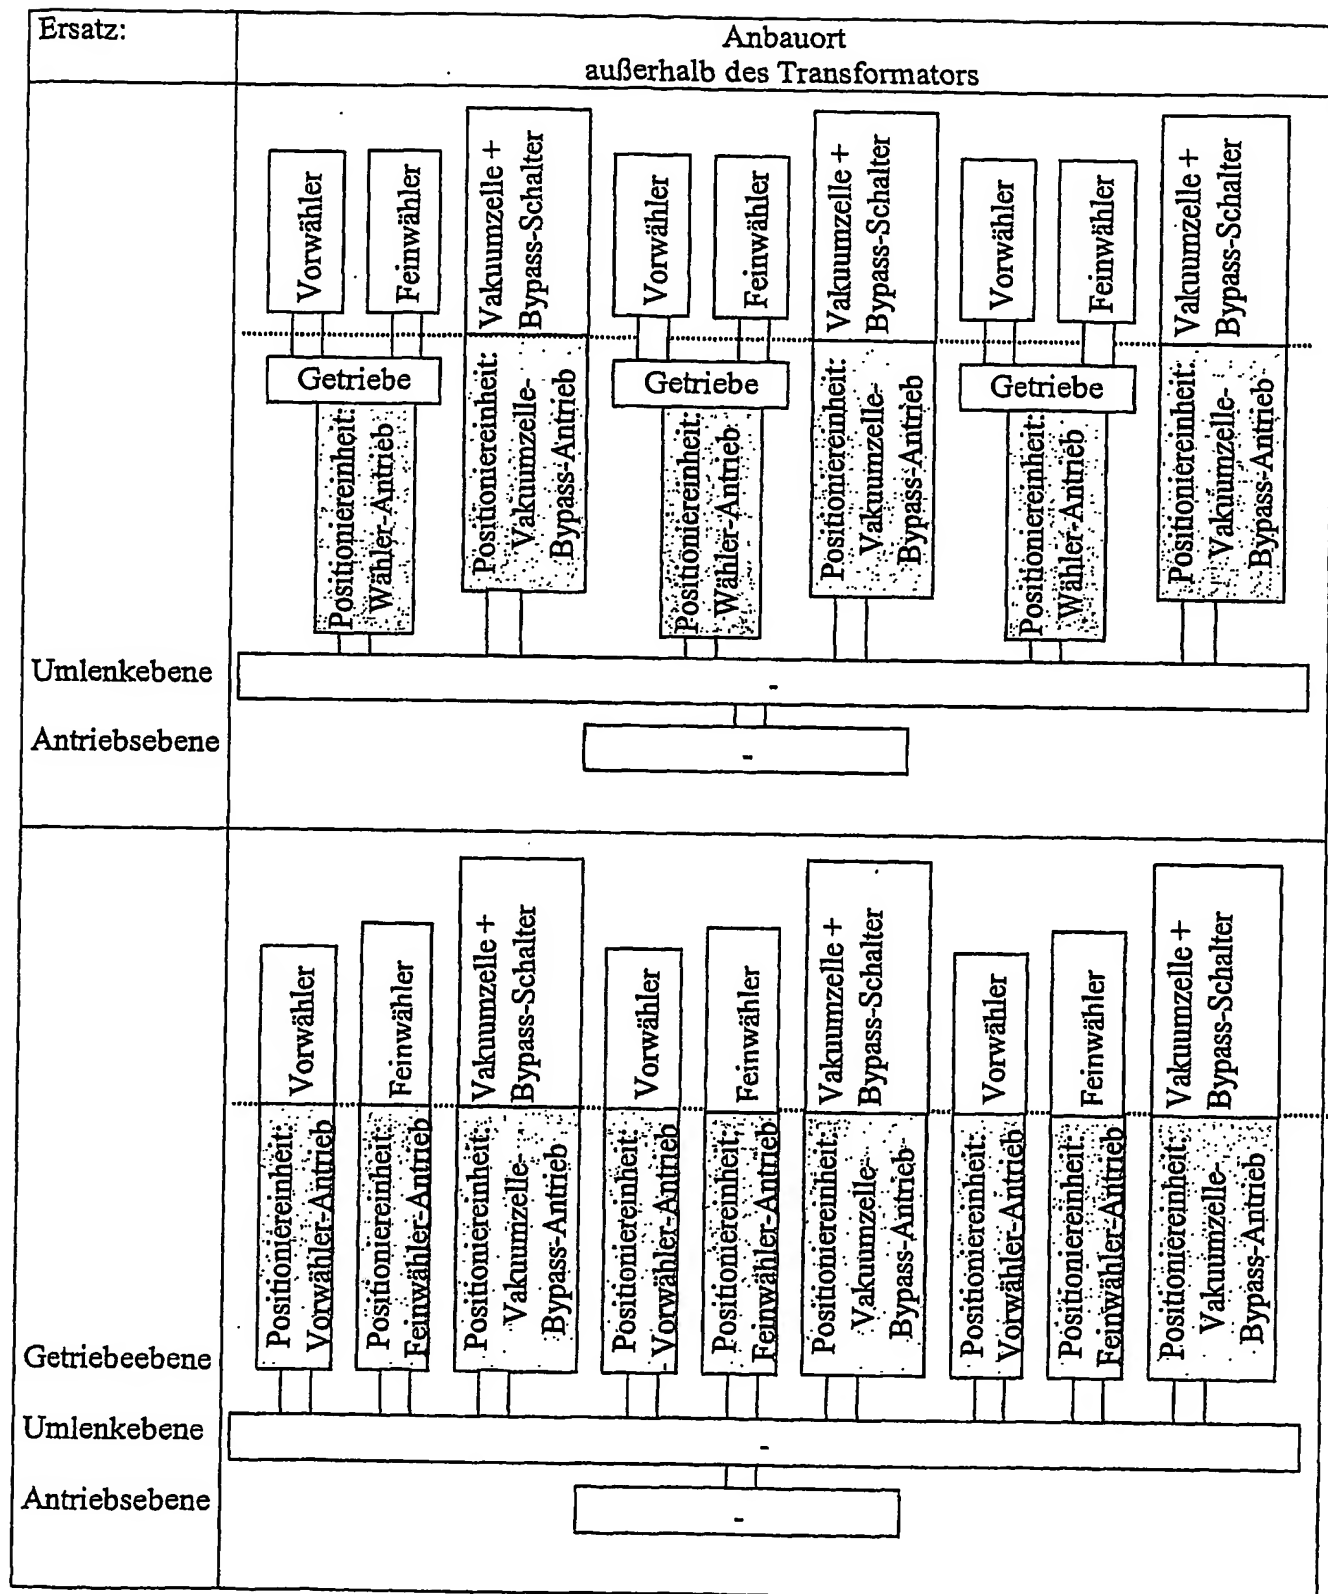 Ersatz:
Anbauort
außerhalb des Transformators
Vorwähler
Feinwähler
Vakuumzelle +
Bypass-Schalter
Vorwähler
Feinwähler
Vakuumzelle +
Bypass-Schalter
Vorwähler
Feinwähler
Vakuumzelle +
Bypass-Schalter
Getriebe
Getriebe
Getriebe
Positioniereinheit:
Wähler-Antrieb
Positioniereinheit:
Vakuumzelle-
Bypass-Antrieb
Positioniereinheit:
Wähler-Antrieb
Positioniereinheit:
Vakuumzelle-
Bypass-Antrieb
Positioniereinheit:
Wähler-Antrieb
Positioniereinheit:
Vakuumzelle-
Bypass-Antrieb
Umlenkebene
-
Antriebsebene
-
Vorwähler
Feinwähler
Vakuumzelle +
Bypass-Schalter
Vorwähler
Feinwähler
Vakuumzelle +
Bypass-Schalter
Vorwähler
Feinwähler
Vakuumzelle +
Bypass-Schalter
Positioniereinheit:
Vorwähler-Antrieb
Positioniereinheit:
Feinwähler-Antrieb
Positioniereinheit:
Vakuumzelle-
Bypass-Antrieb
Positioniereinheit:
Vorwähler-Antrieb
Positioniereinheit:
Feinwähler-Antrieb
Positioniereinheit:
Vakuumzelle-
Bypass-Antrieb
Positioniereinheit:
Vorwähler-Antrieb
Positioniereinheit:
Feinwähler-Antrieb
Positioniereinheit:
Vakuumzelle-
Bypass-Antrieb
Getriebeebene
Umlenkebene
-
Antriebsebene
-